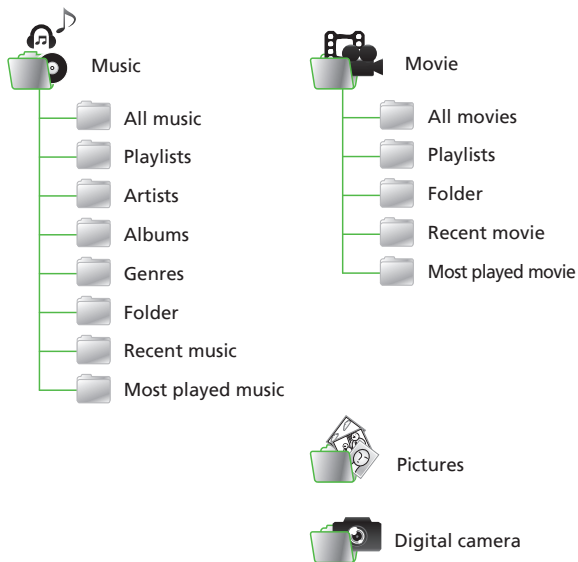 Music
All music
Playlists
Artists
Albums
Genres
Folder
Recent music
Most played music
Movie
All movies
Playlists
Folder
Recent movie
Most played movie
Pictures
Digital camera